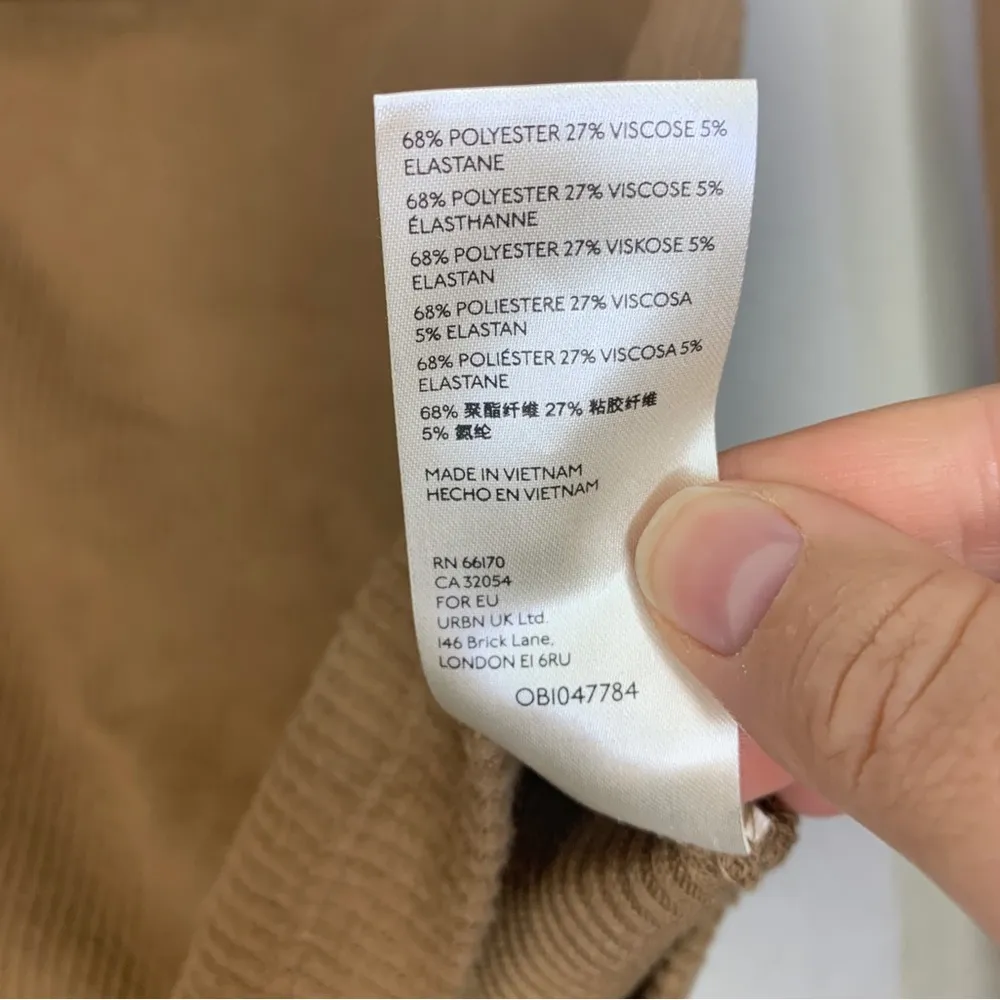 68% POLYESTER 27% VISCOSE 5%
ELASTANE
68% POLYESTER 27% VISCOSE 5%
ÉLASTHANNE
68% POLYESTER 27% VISKOSE 5%
ELASTAN
68% POLIESTERE 27% VISCOSA
5% ELASTAN
68% POLIÉSTER 27% VISCOSA 5%
ELASTANE
68% 聚酯纤维 27% 粘胶纤维
5% 氨纶
MADE IN VIETNAM
HECHO EN VIETNAM
RN 66170
CA 32054
FOR EU
URBN UK Ltd.
146 Brick Lane,
LONDON E1 6RU
OB1047784